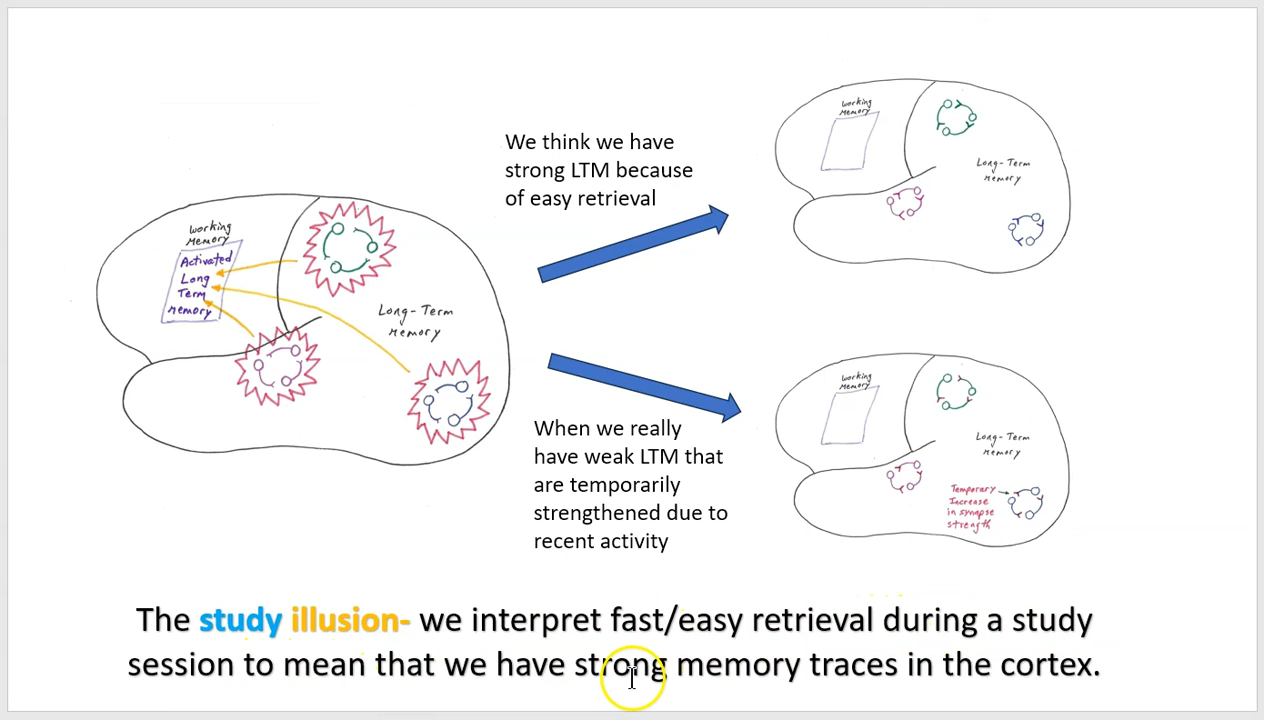 We think we have
strong LTM because
of easy retrieval
working
Memory
Activated
Long
Term
memory
Long-Term
memory
working
memory
Long-Term
memory
When we really
have weak LTM that
are temporarily
strengthened due to
recent activity
working
memory
Long-Term
memory
Temporary
Increase
in synapse
strength
The study illusion- we interpret fast/easy retrieval during a study
session to mean that we have strong memory traces in the cortex.